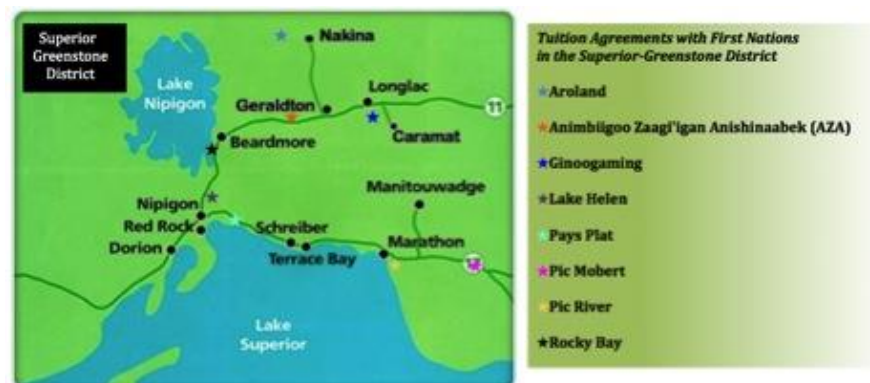 Superior
Greenstone
District
Nakina
Lake
Nipigon
Longlac
Geraldton
11
Beardmore
Caramat
Manitouwadge
Nipigon
Red Rock
Schreiber
Dorion
Terrace Bay
Marathon
Lake
Superior
Tuition Agreements with First Nations
in the Superior-Greenstone District
Aroland
Animbiigoo Zaagi'igan Anishinaabek (AZA)
Ginoogaming
Lake Helen
Pays Plat
Pic Mobert
Pic River
Rocky Bay